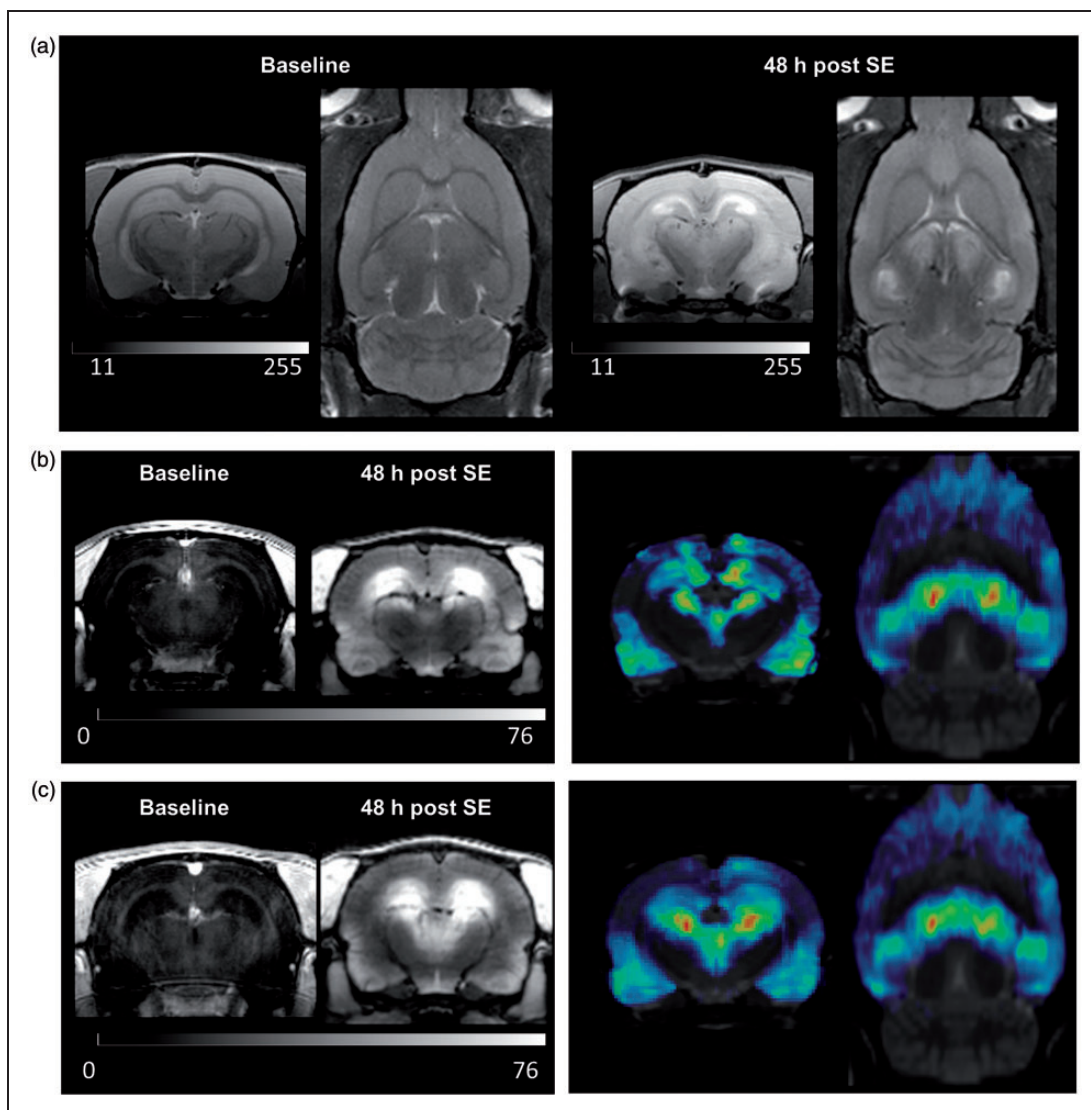 (a)
Baseline 48 h post SE
11 255 11 255
(b)
Baseline 48 h post SE
0 76
(c)
Baseline 48 h post SE
0 76